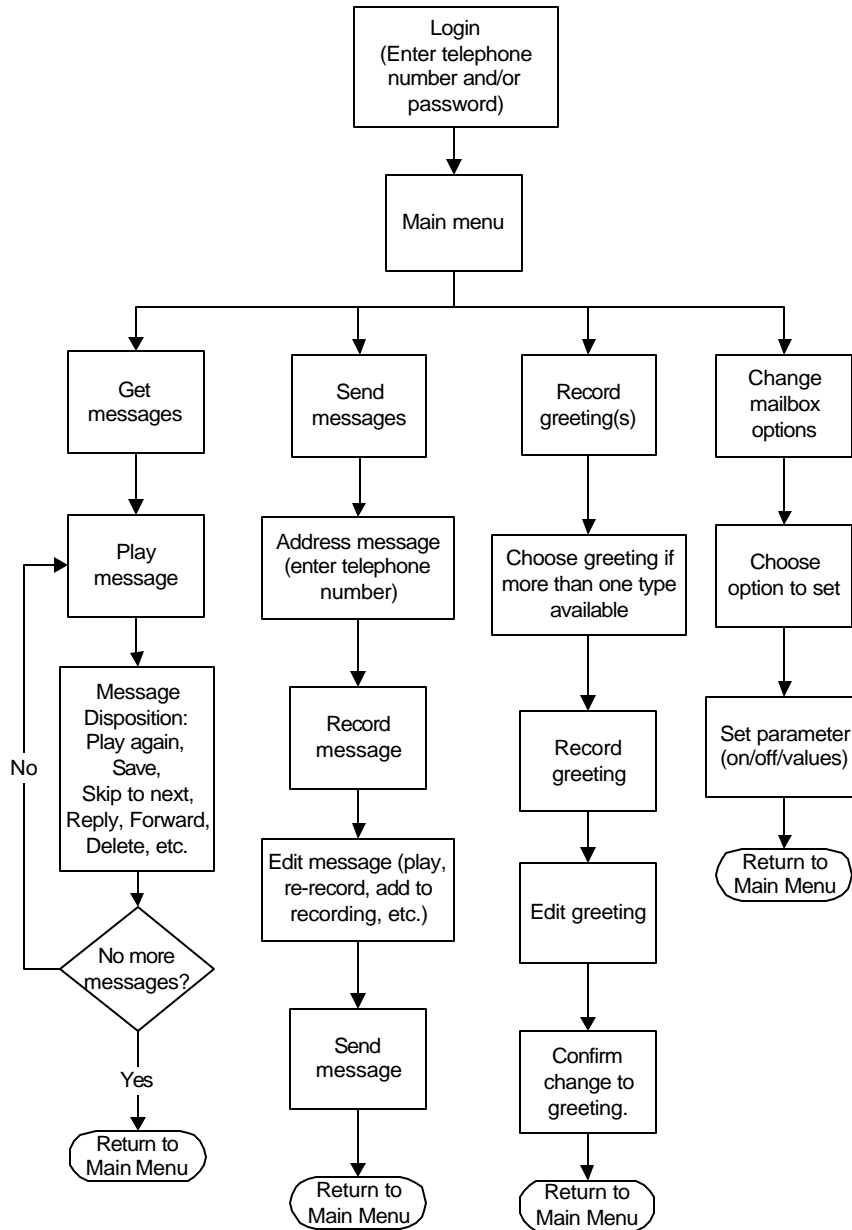 Login
(Enter telephone
number and/or
password)
Main menu
Get
messages
Play
message
Message
Disposition:
Play again,
Save,
Skip to next,
Reply, Forward,
Delete, etc.
No
No more
messages?
Yes
Return to
Main Menu
Send
messages
Address message
(enter telephone
number)
Record
message
Edit message (play,
re-record, add to
recording, etc.)
Send
message
Return to
Main Menu
Record
greeting(s)
Choose greeting if
more than one type
available
Record
greeting
Edit greeting
Confirm
change to
greeting.
Return to
Main Menu
Change
mailbox
options
Choose
option to set
Set parameter
(on/off/values)
Return to
Main Menu